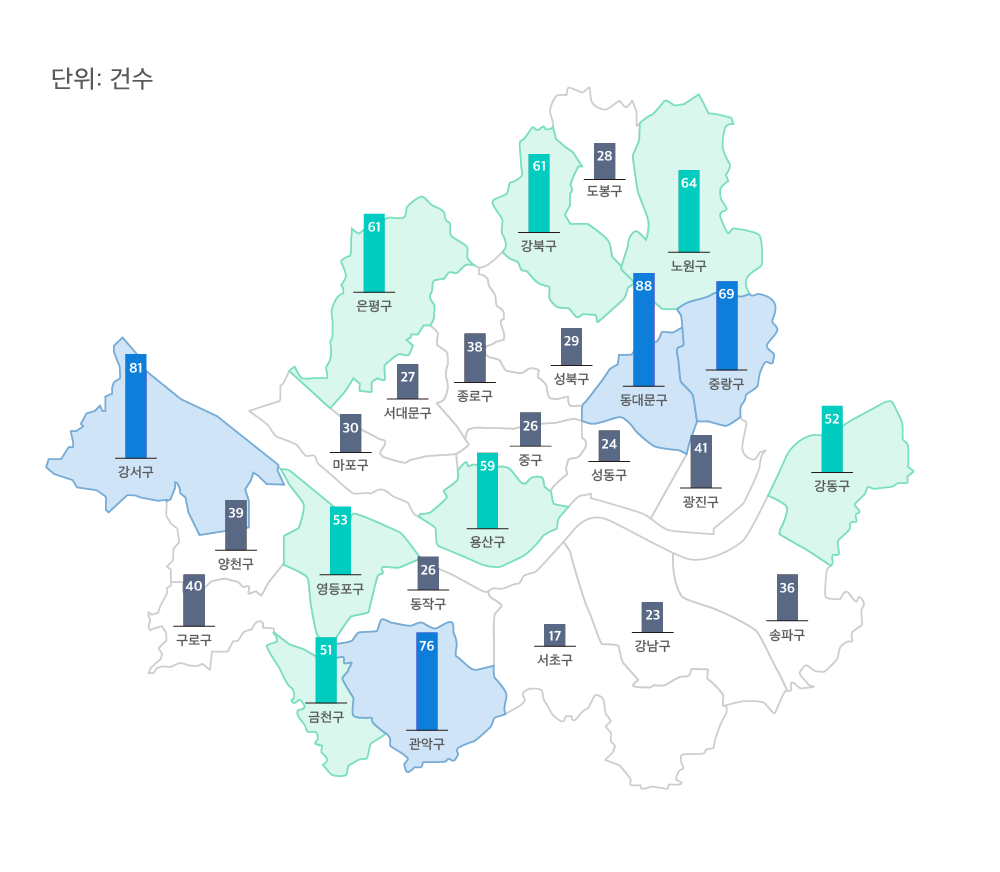 단위: 건수
28
도봉구
61
강북구
64
노원구
61
은평구
88
동대문구
69
중랑구
29
성북구
38
종로구
27
서대문구
81
강서구
30
마포구
26
중구
24
성동구
41
광진구
52
강동구
59
용산구
39
양천구
53
영등포구
26
동작구
40
구로구
36
송파구
23
강남구
17
서초구
51
금천구
76
관악구